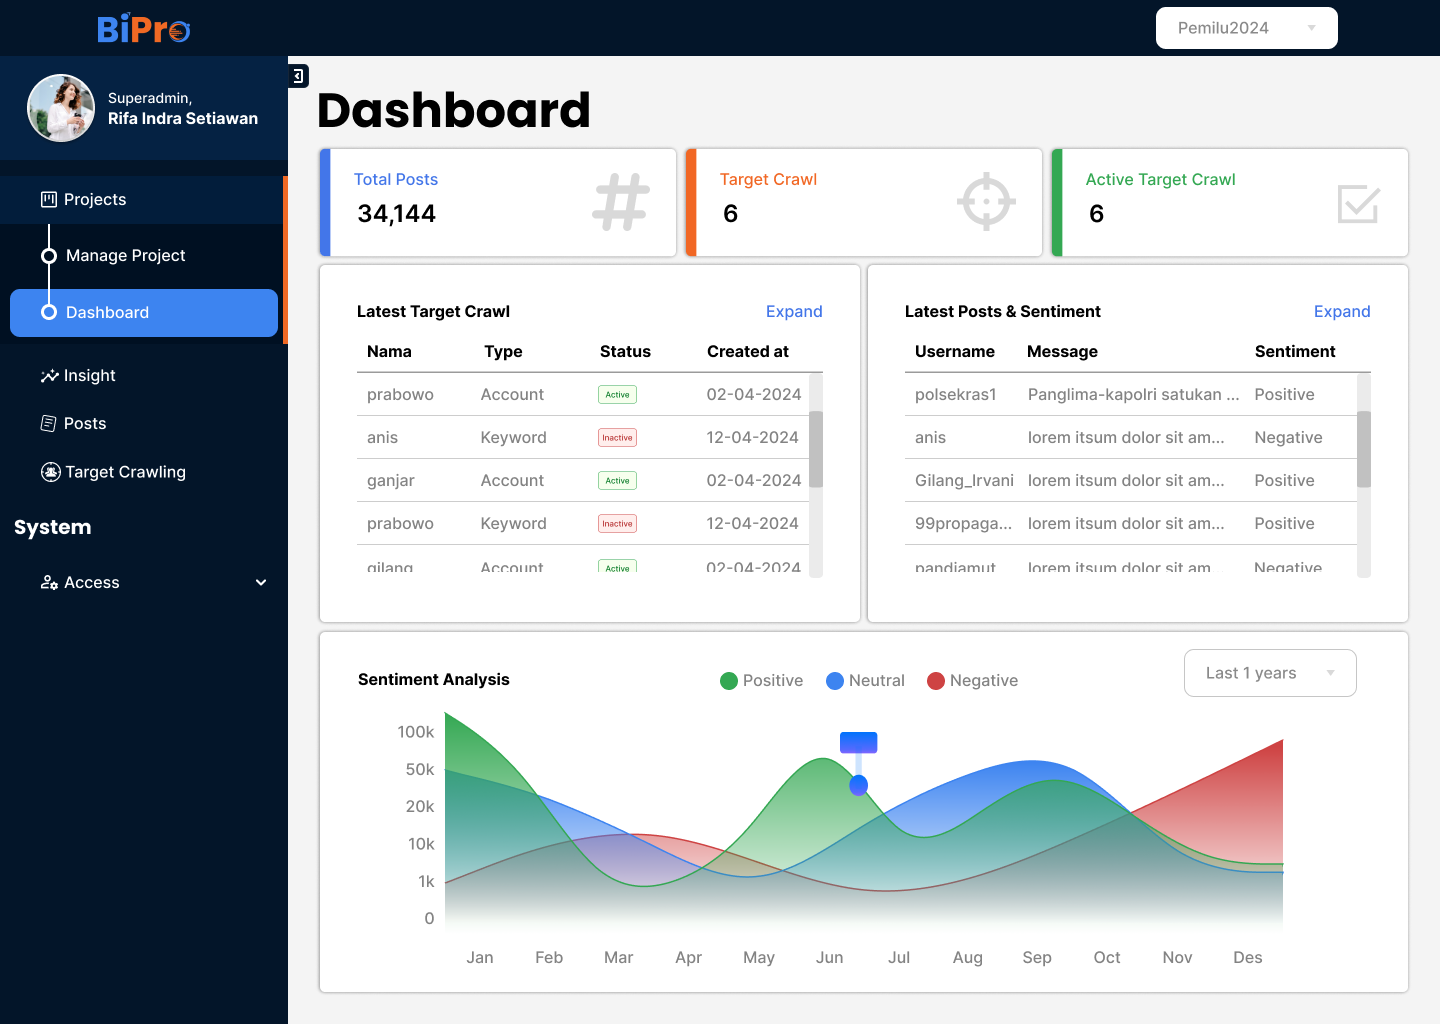 BiPro
Pemilu2024
Superadmin,
Rifa Indra Setiawan
Projects
Manage Project
Dashboard
Insight
Posts
Target Crawling
System
Access
Dashboard
Total Posts
34,144
Target Crawl
6
Active Target Crawl
6
Latest Target Crawl
Expand
Nama Type Status Created at
prabowo Account Active 02-04-2024
anis Keyword Inactive 12-04-2024
ganjar Account Active 02-04-2024
prabowo Keyword Inactive 12-04-2024
gilang Account Active 02-04-2024
Latest Posts & Sentiment
Expand
Username Message Sentiment
polsekras1 Panglima-kapolri satukan ... Positive
anis lorem itsum dolor sit am... Negative
Gilang_Irvani lorem itsum dolor sit am... Positive
99propaga... lorem itsum dolor sit am... Positive
pandiamut lorem itsum dolor sit am... Negative
Sentiment Analysis
Positive Neutral Negative
Last 1 years
100k
50k
20k
10k
1k
0
Jan Feb Mar Apr May Jun Jul Aug Sep Oct Nov Des